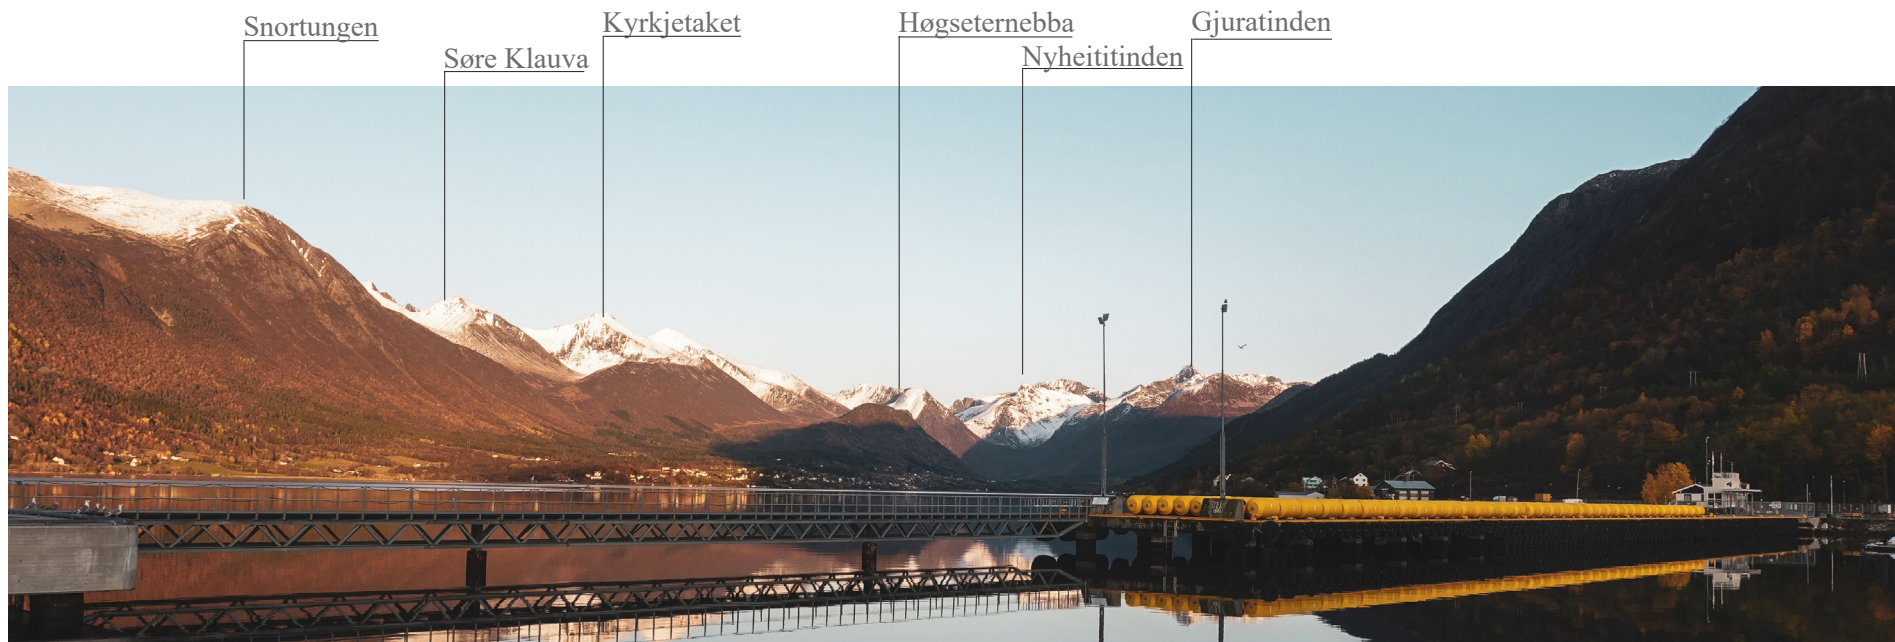 Snortungen
Søre Klauva
Kyrkjetaket
Høgseternebba
Nyheititinden
Gjuratinden